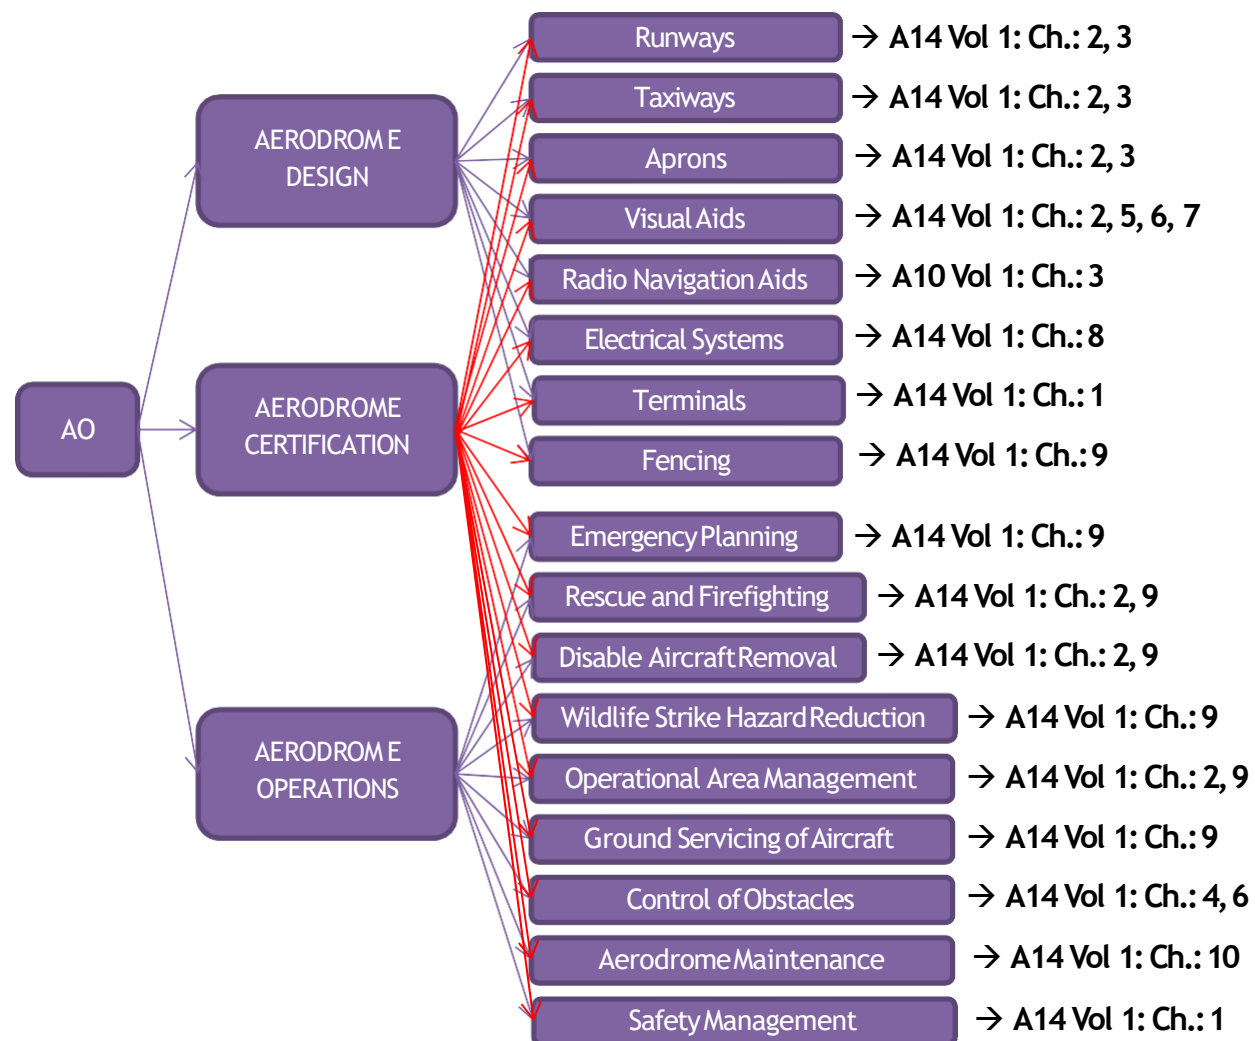 Runways → A14 Vol 1: Ch.: 2, 3
Taxiways → A14 Vol 1: Ch.: 2, 3
AERODROM E
DESIGN
Aprons → A14 Vol 1: Ch.: 2, 3
Visual Aids → A14 Vol 1: Ch.: 2, 5, 6, 7
Radio Navigation Aids → A10 Vol 1: Ch.: 3
Electrical Systems → A14 Vol 1: Ch.: 8
AO
AERODROME
CERTIFICATION
Terminals → A14 Vol 1: Ch.: 1
Fencing → A14 Vol 1: Ch.: 9
Emergency Planning → A14 Vol 1: Ch.: 9
Rescue and Firefighting → A14 Vol 1: Ch.: 2, 9
Disable Aircraft Removal → A14 Vol 1: Ch.: 2, 9
Wildlife Strike Hazard Reduction → A14 Vol 1: Ch.: 9
AERODROM E
OPERATIONS
Operational Area Management → A14 Vol 1: Ch.: 2, 9
Ground Servicing of Aircraft → A14 Vol 1: Ch.: 9
Control of Obstacles → A14 Vol 1: Ch.: 4, 6
Aerodrome Maintenance → A14 Vol 1: Ch.: 10
Safety Management → A14 Vol 1: Ch.: 1